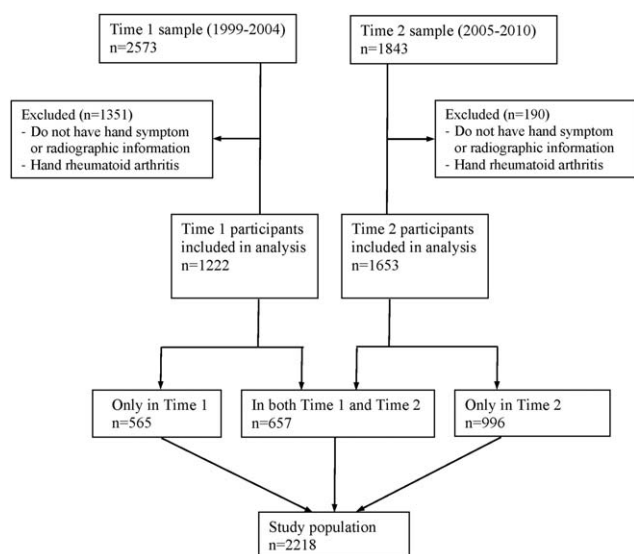 Time 1 sample (1999-2004)
n=2573
Time 2 sample (2005-2010)
n=1843
Excluded (n=1351)
- Do not have hand symptom
or radiographic information
- Hand rheumatoid arthritis
Excluded (n=190)
- Do not have hand symptom
or radiographic information
- Hand rheumatoid arthritis
Time 1 participants
included in analysis
n=1222
Time 2 participants
included in analysis
n=1653
Only in Time 1
n=565
In both Time 1 and Time 2
n=657
Only in Time 2
n=996
Study population
n=2218